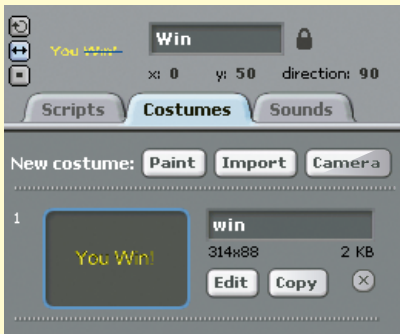 Win
You Win!
x: 0 y: 50 direction: 90
Scripts Costumes Sounds
New costume: Paint Import Camera
1
win
You Win!
314x88 2 KB
Edit Copy